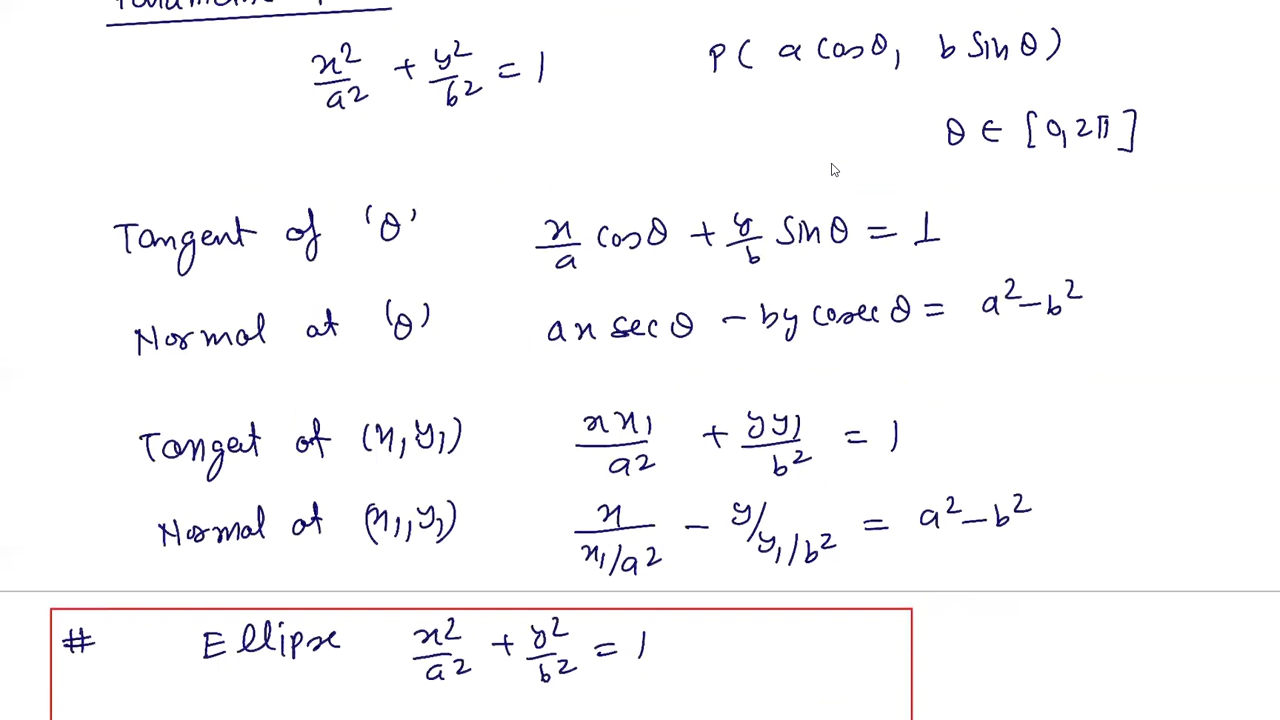 x²/a² + y²/b² = 1
P( a cosθ, b sinθ)
θ ∈ [0, 2π]
Tangent of 'θ' x/a cosθ + y/b sinθ = 1
Normal at 'θ) ax secθ - by cosecθ = a² - b²
Tangent of (x, y₁) xx₁/a² + yy₁/b² = 1
Normal at (x₁, y₁) x/(x₁/a²) - y/(y₁/b²) = a² - b²
# Ellipse x²/a² + y²/b² = 1